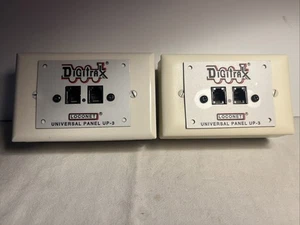 DIGITRAX
LOCONET
UNIVERSAL PANEL UP-3
DIGITRAX
LOCONET
UNIVERSAL PANEL UP-3